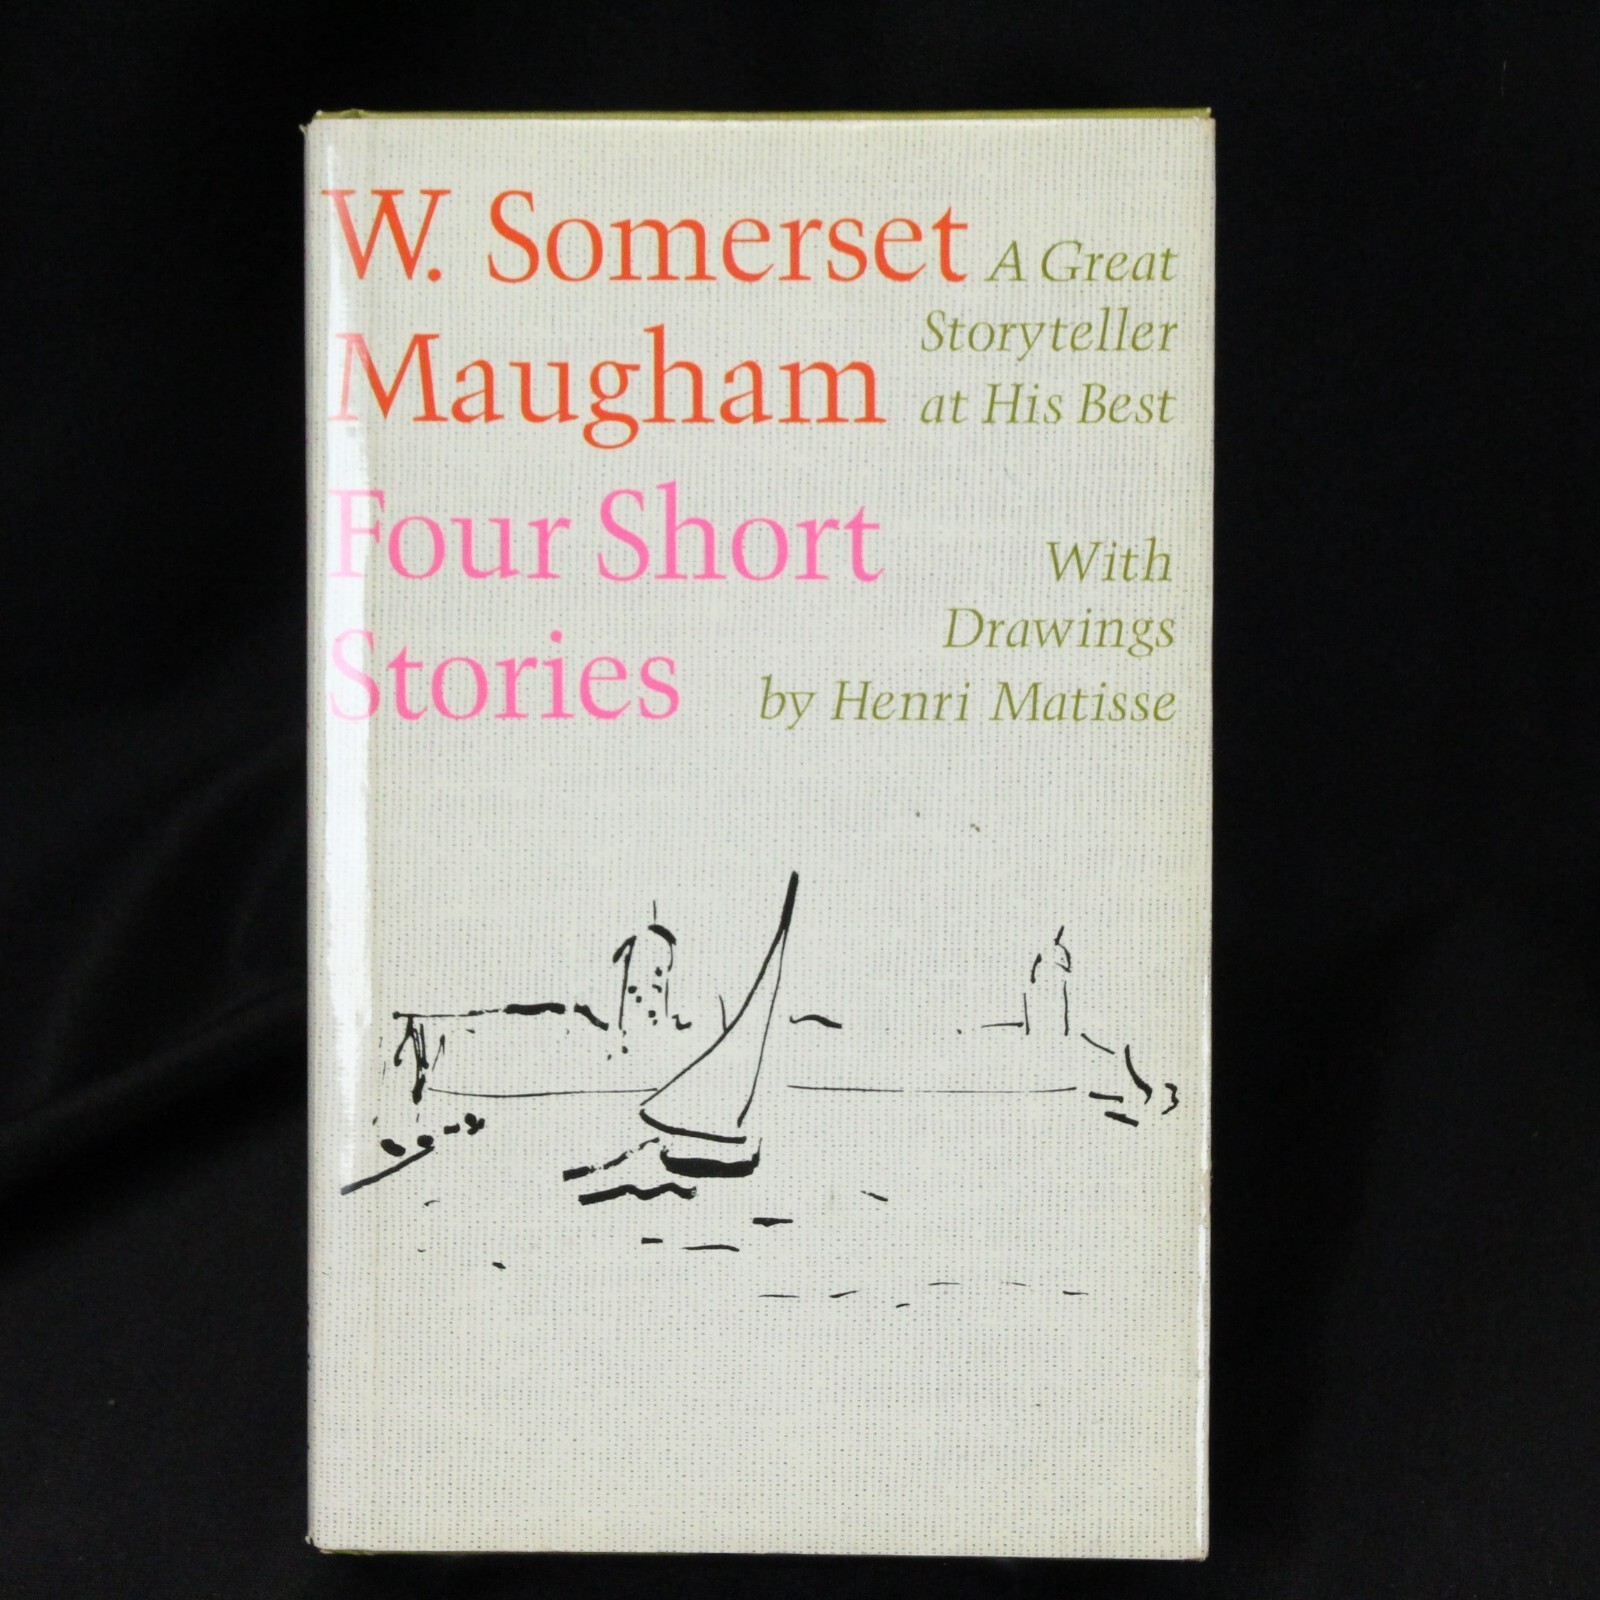 W. Somerset
Maugham
A Great
Storyteller
at His Best
Four Short
Stories
With
Drawings
by Henri Matisse